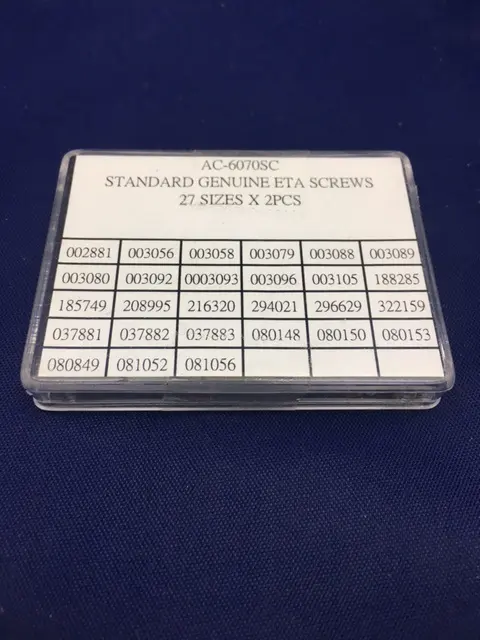 AC-6070SC
STANDARD GENUINE ETA SCREWS
27 SIZES X 2PCS
002881 003056 003058 003079 003088 003089
003080 003092 0003093 003096 003105 188285
185749 208995 216320 294021 296629 322159
037881 037882 037883 080148 080150 080153
080849 081052 081056